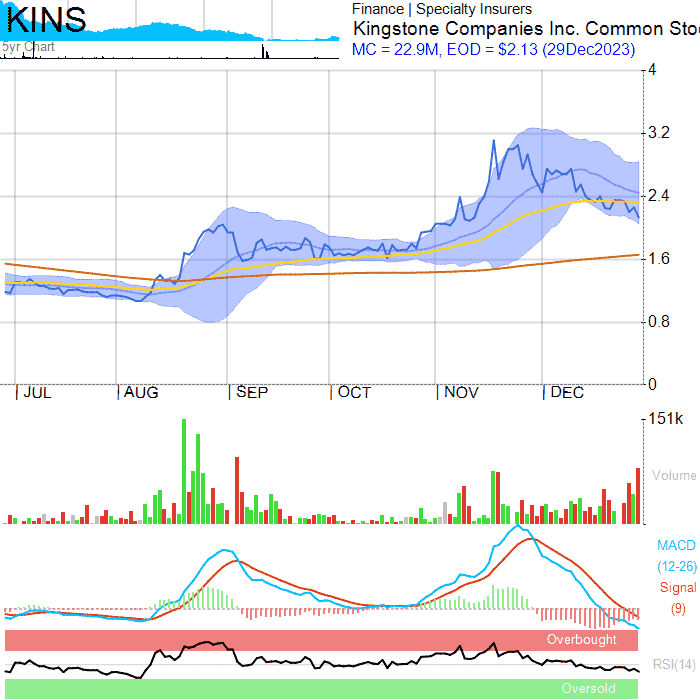 KINS
Finance | Specialty Insurers
Kingstone Companies Inc. Common Sto
5yr Chart
MC = 22.9M, EOD = $2.13 (29Dec2023)
4
3.2
2.4
1.6
0.8
0
JUL AUG SEP OCT NOV DEC
151k
Volume
MACD
(12-26)
Signal
(9)
Overbought
RSI(14)
Oversold